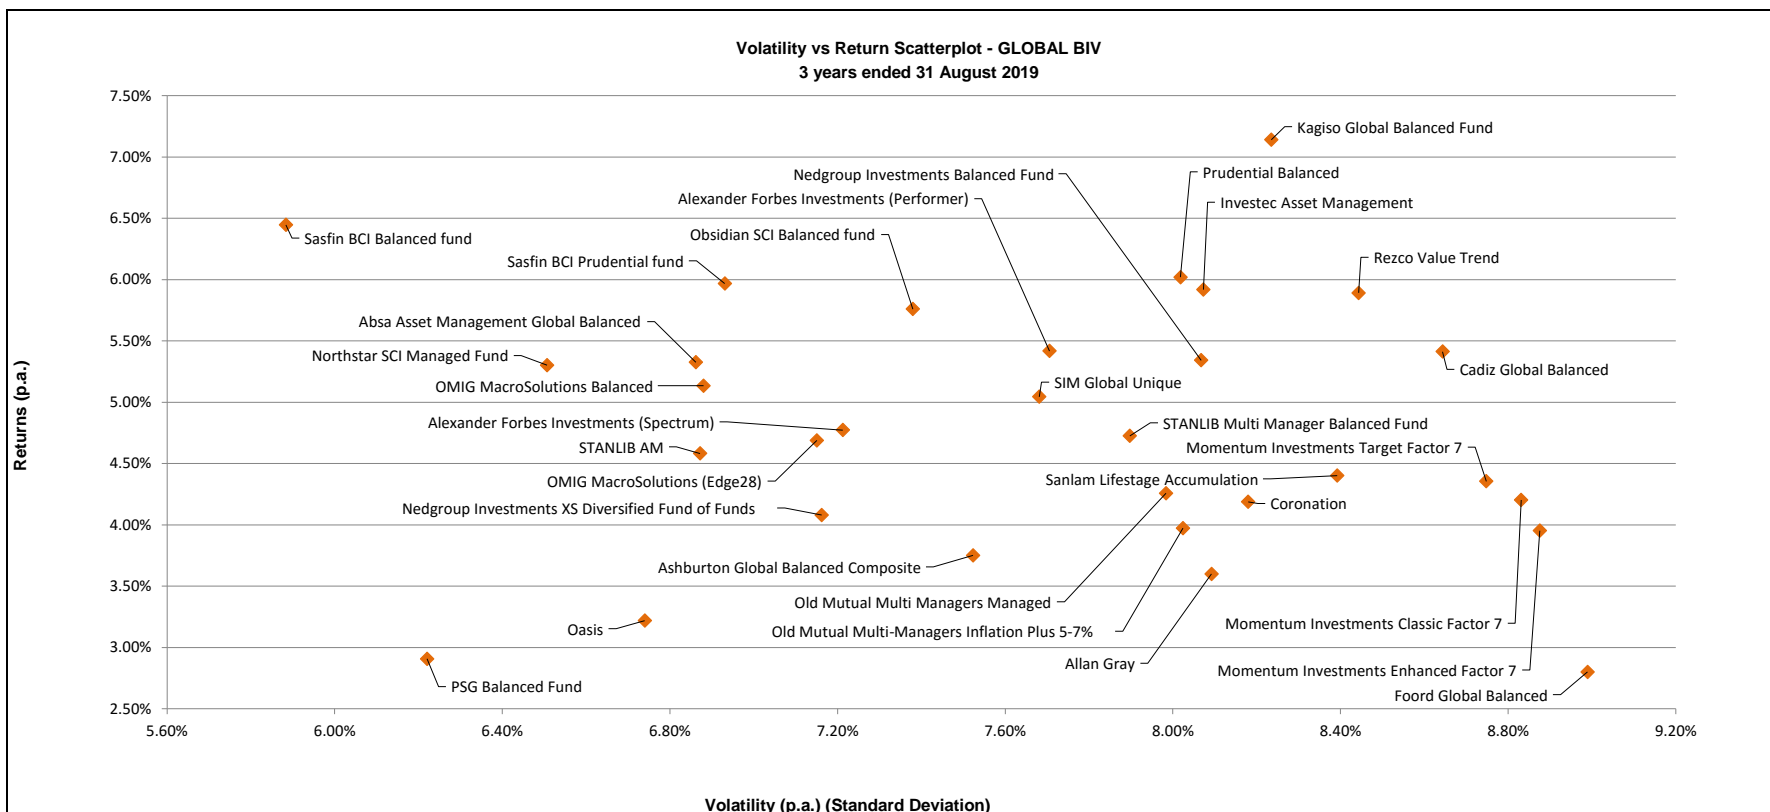 Volatility vs Return Scatterplot - GLOBAL BIV
3 years ended 31 August 2019
7.50%
7.00%
6.50%
6.00%
5.50%
5.00%
4.50%
4.00%
3.50%
3.00%
2.50%
Returns (p.a.)
Kagiso Global Balanced Fund
Nedgroup Investments Balanced Fund
Prudential Balanced
Alexander Forbes Investments (Performer)
Investec Asset Management
Sasfin BCI Balanced fund
Obsidian SCI Balanced fund
Sasfin BCI Prudential fund
Rezco Value Trend
Absa Asset Management Global Balanced
Northstar SCI Managed Fund
Cadiz Global Balanced
OMIG MacroSolutions Balanced
SIM Global Unique
Alexander Forbes Investments (Spectrum)
STANLIB Multi Manager Balanced Fund
STANLIB AM
Momentum Investments Target Factor 7
OMIG MacroSolutions (Edge28)
Sanlam Lifestage Accumulation
Nedgroup Investments XS Diversified Fund of Funds
Coronation
Ashburton Global Balanced Composite
Old Mutual Multi Managers Managed
Oasis
Old Mutual Multi-Managers Inflation Plus 5-7%
Momentum Investments Classic Factor 7
Allan Gray
Momentum Investments Enhanced Factor 7
PSG Balanced Fund
Foord Global Balanced
5.60%
6.00%
6.40%
6.80%
7.20%
7.60%
8.00%
8.40%
8.80%
9.20%
Volatility (p.a.) (Standard Deviation)